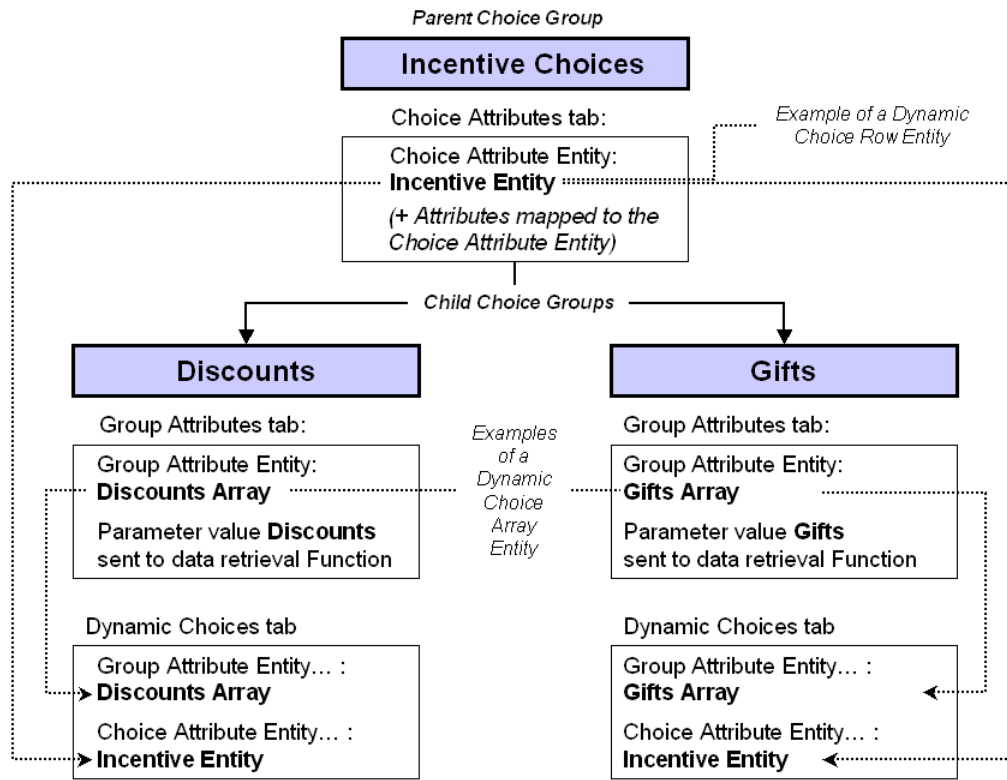 Parent Choice Group
Incentive Choices
Choice Attributes tab:
Example of a Dynamic
Choice Row Entity
Choice Attribute Entity:
Incentive Entity
(+ Attributes mapped to the
Choice Attribute Entity)
Child Choice Groups
Discounts
Group Attributes tab:
Group Attribute Entity:
Discounts Array
Parameter value Discounts
sent to data retrieval Function
Examples
of a
Dynamic
Choice
Array
Entity
Gifts
Group Attributes tab:
Group Attribute Entity:
Gifts Array
Parameter value Gifts
sent to data retrieval Function
Dynamic Choices tab
Group Attribute Entity... :
Discounts Array
Choice Attribute Entity... :
Incentive Entity
Dynamic Choices tab
Group Attribute Entity... :
Gifts Array
Choice Attribute Entity... :
Incentive Entity